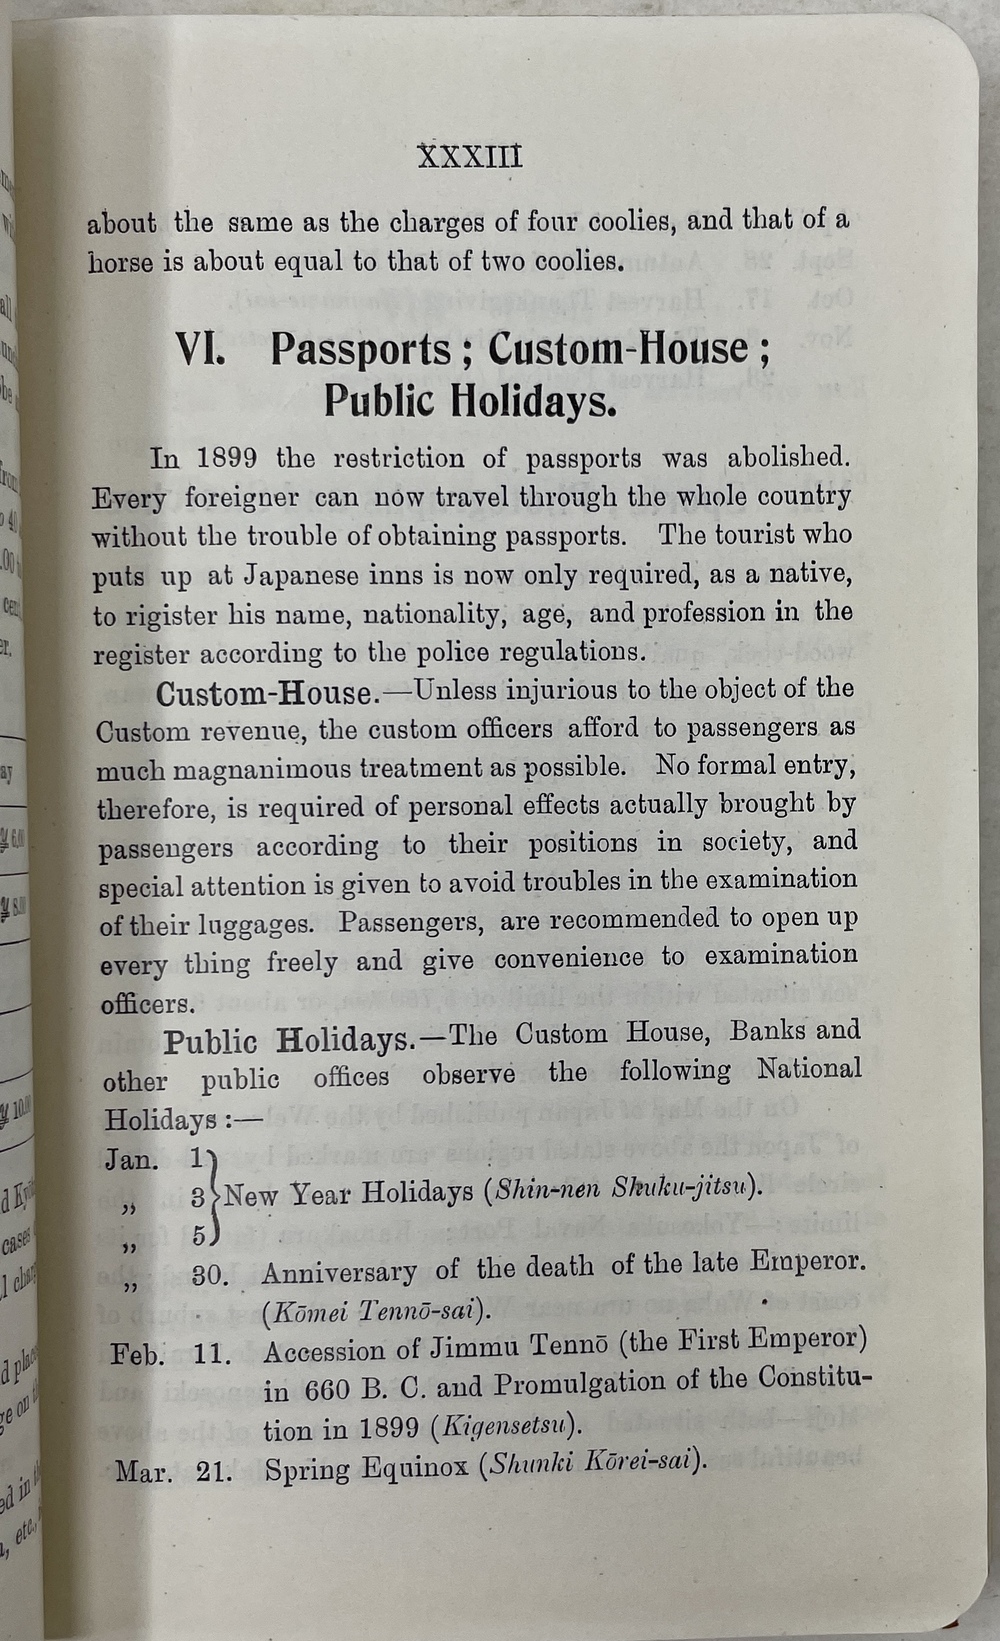 XXXIII
about the same as the charges of four coolies, and that of a
horse is about equal to that of two coolies.
VI. Passports ; Custom-House ;
Public Holidays.
In 1899 the restriction of passports was abolished.
Every foreigner can now travel through the whole country
without the trouble of obtaining passports. The tourist who
puts up at Japanese inns is now only required, as a native,
to rigister his name, nationality, age, and profession in the
register according to the police regulations.
Custom-House.—Unless injurious to the object of the
Custom revenue, the custom officers afford to passengers as
much magnanimous treatment as possible. No formal entry,
therefore, is required of personal effects actually brought by
passengers according to their positions in society, and
special attention is given to avoid troubles in the examination
of their luggages. Passengers, are recommended to open up
every thing freely and give convenience to examination
officers.
Public Holidays.—The Custom House, Banks and
other public offices observe the following National
Holidays :—
Jan. 1
„ 3 } New Year Holidays (Shin-nen Shuku-jitsu).
„ 5
„ 30. Anniversary of the death of the late Emperor.
(Kōmei Tennō-sai).
Feb. 11. Accession of Jimmu Tennō (the First Emperor)
in 660 B. C. and Promulgation of the Constitu-
tion in 1899 (Kigensetsu).
Mar. 21. Spring Equinox (Shunki Kōrei-sai).